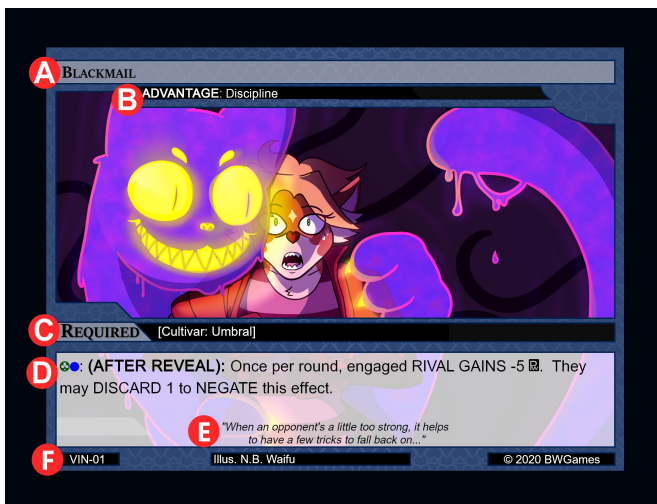 A BLACKMAIL
B ADVANTAGE: Discipline
C REQUIRED [Cultivar: Umbral]
D : (AFTER REVEAL): Once per round, engaged RIVAL GAINS -5 R. They
may DISCARD 1 to NEGATE this effect.
E "When an opponent's a little too strong, it helps
to have a few tricks to fall back on..."
F VIN-01 Illus. N.B. Waifu © 2020 BWGames